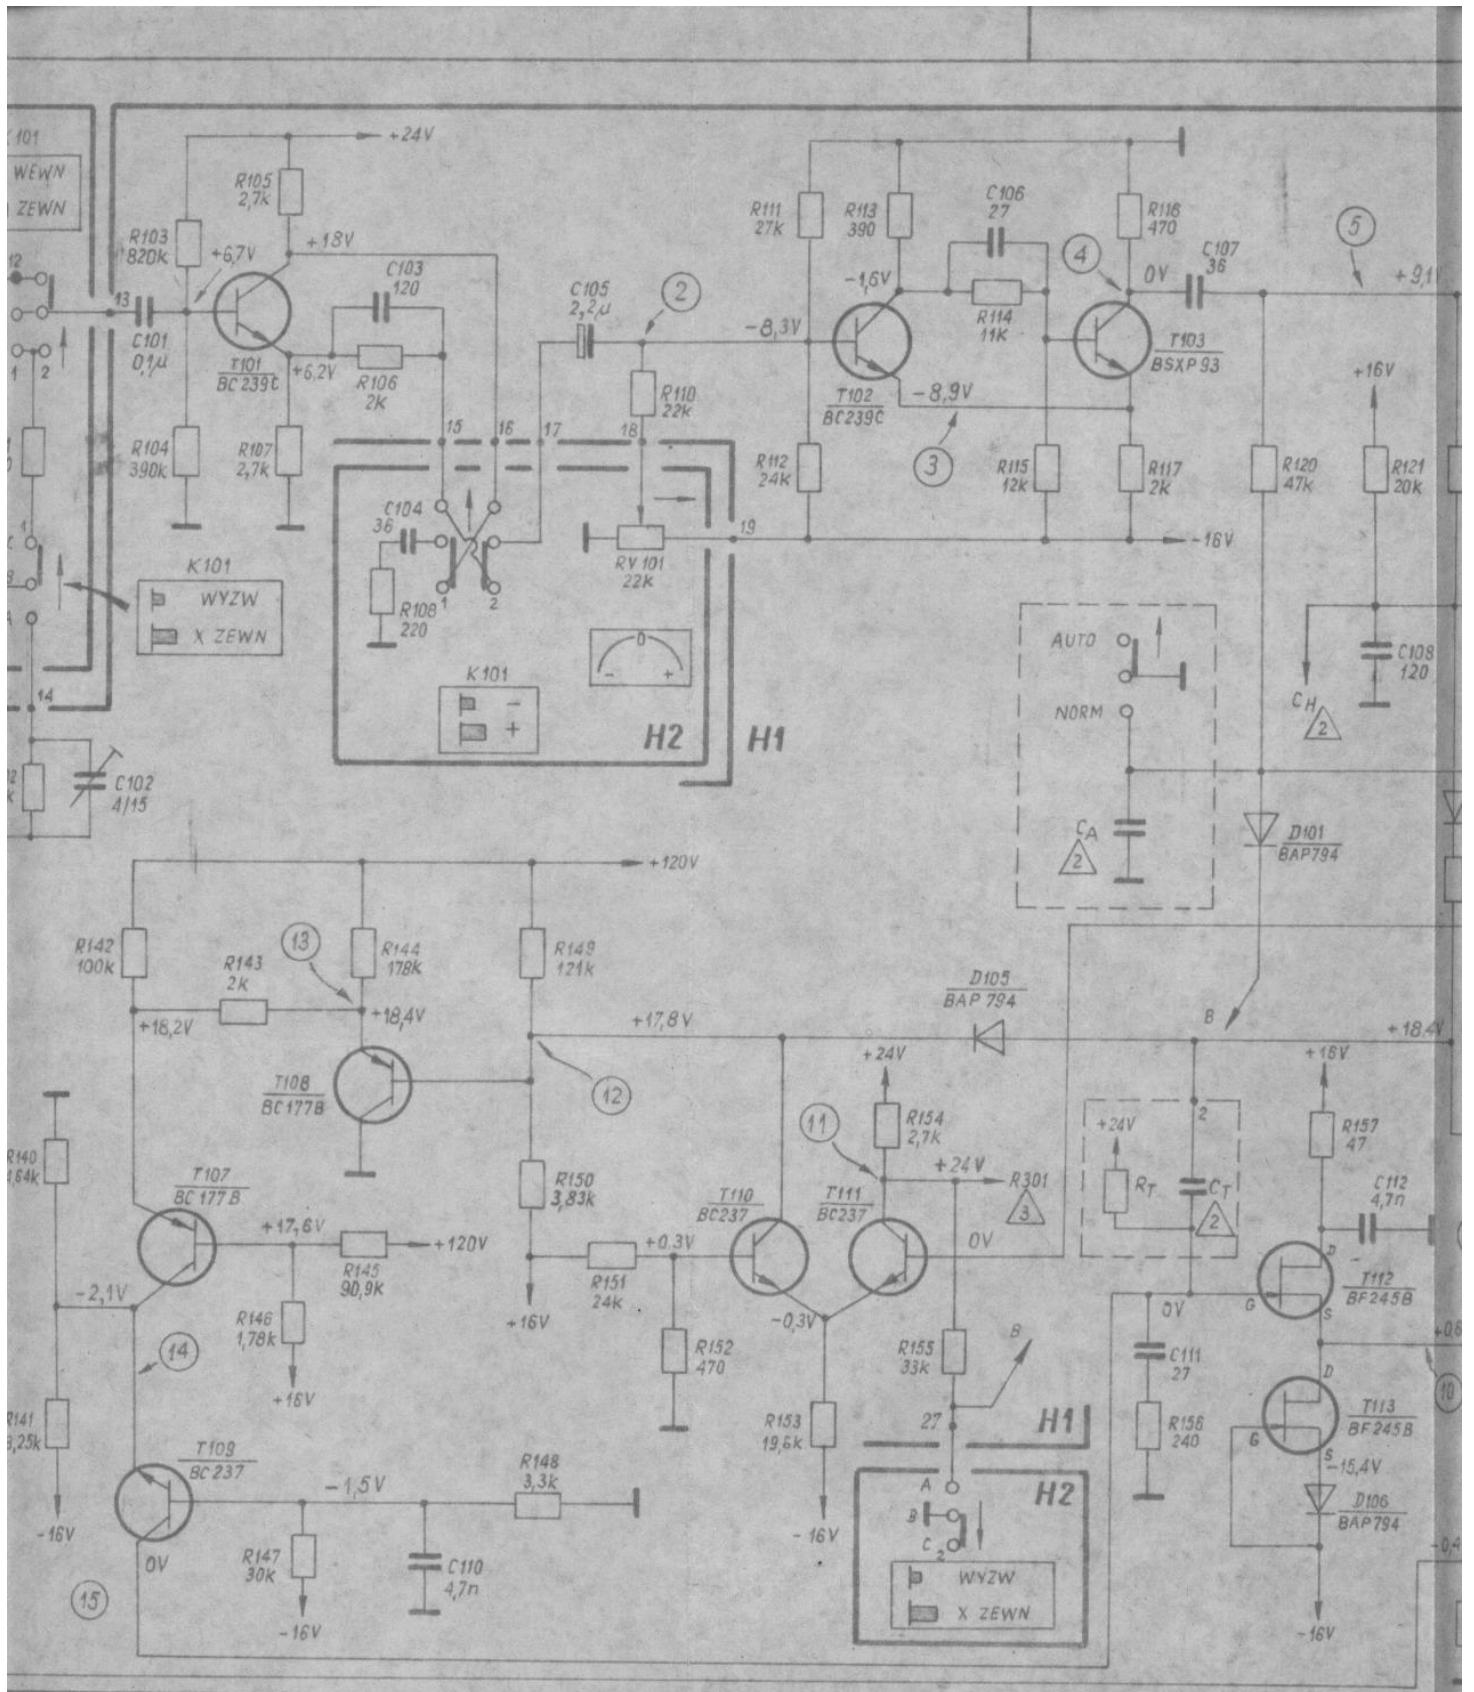 101
WEWN
ZEWN
12
13
1 2
C101
0,1µ
R103
820k
+6,7V
R105
2,7k
+24V
+18V
T101
BC239C
+6,2V
C103
120
R106
2k
R104
390k
R107
2,7k
15
16
17
18
C105
2,2µ
2
R110
22k
-8,3V
R111
27k
R113
390
C106
27
-1,6V
R114
11k
T102
BC239C
-8,9V
3
4
R116
470
0V
C107
36
T103
BSXP93
5
+9,1
+16V
R112
24k
R115
12k
R117
2k
R120
47k
R121
20k
-16V
19
C104
36
R108
220
1
2
RV101
22k
K101
WYZW
X ZEWN
14
K101
-
+
0
-
+
H2
H1
C102
4/15
AUTO
NORM
CA
2
CH
2
C108
120
D101
BAP794
B
+120V
R142
100k
R143
2k
13
R144
178k
R149
121k
+18,2V
+18,4V
T108
BC177B
+17,8V
12
D105
BAP 794
+18,4V
+24V
11
R154
2,7k
+24V
R301
3
T110
BC237
T111
BC237
0V
R140
T107
BC177B
+17,6V
R145
90,9k
+120V
R150
3,83k
R151
24k
+0,3V
+16V
-2,1V
R146
1,78k
+16V
14
R141
-16V
R152
470
-0,3V
R153
19,6k
-16V
R155
33k
B
27
H1
A
B
C
2
H2
WYZW
X ZEWN
+24V
RT
2
CT
2
+16V
R157
47
C112
4,7n
D
G
S
T112
BF245B
0V
C111
27
R156
240
10
D
G
S
T113
BF245B
-15,4V
D106
BAP794
-16V
T109
BC237
-1,5V
R148
3,3k
0V
R147
30k
-16V
C110
4,7n
15